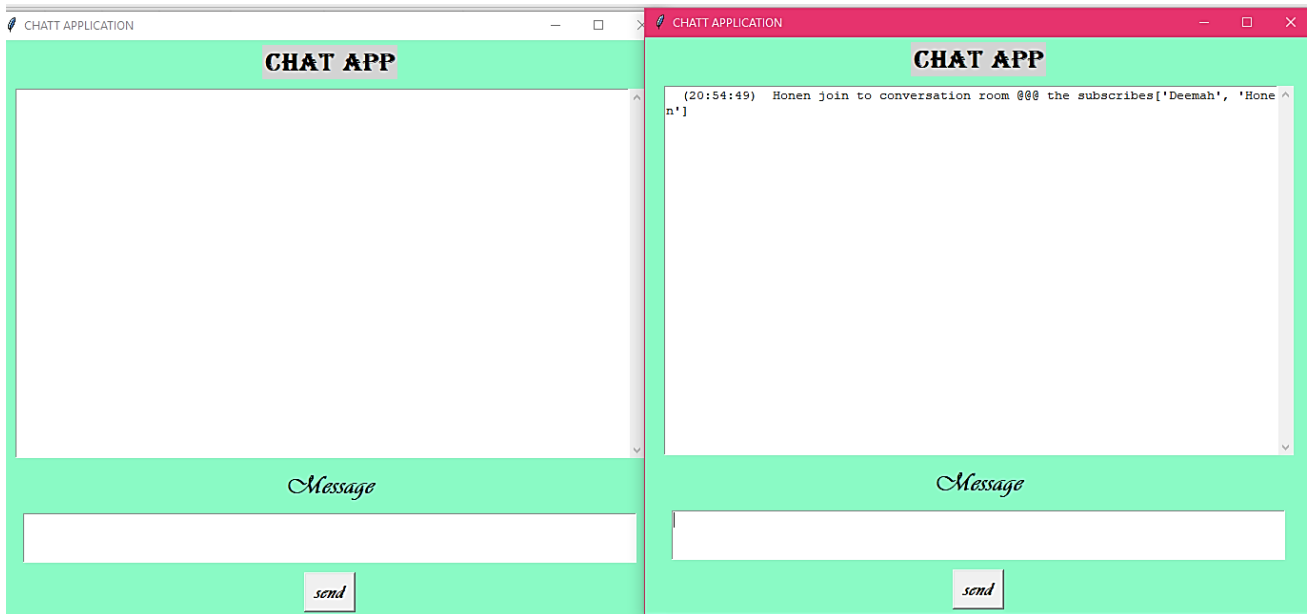 CHATT APPLICATION
CHAT APP
Message
send
CHATT APPLICATION
CHAT APP
(20:54:49)  Honen join to conversation room @@@ the subscribes['Deemah', 'Hone
n']
Message
send